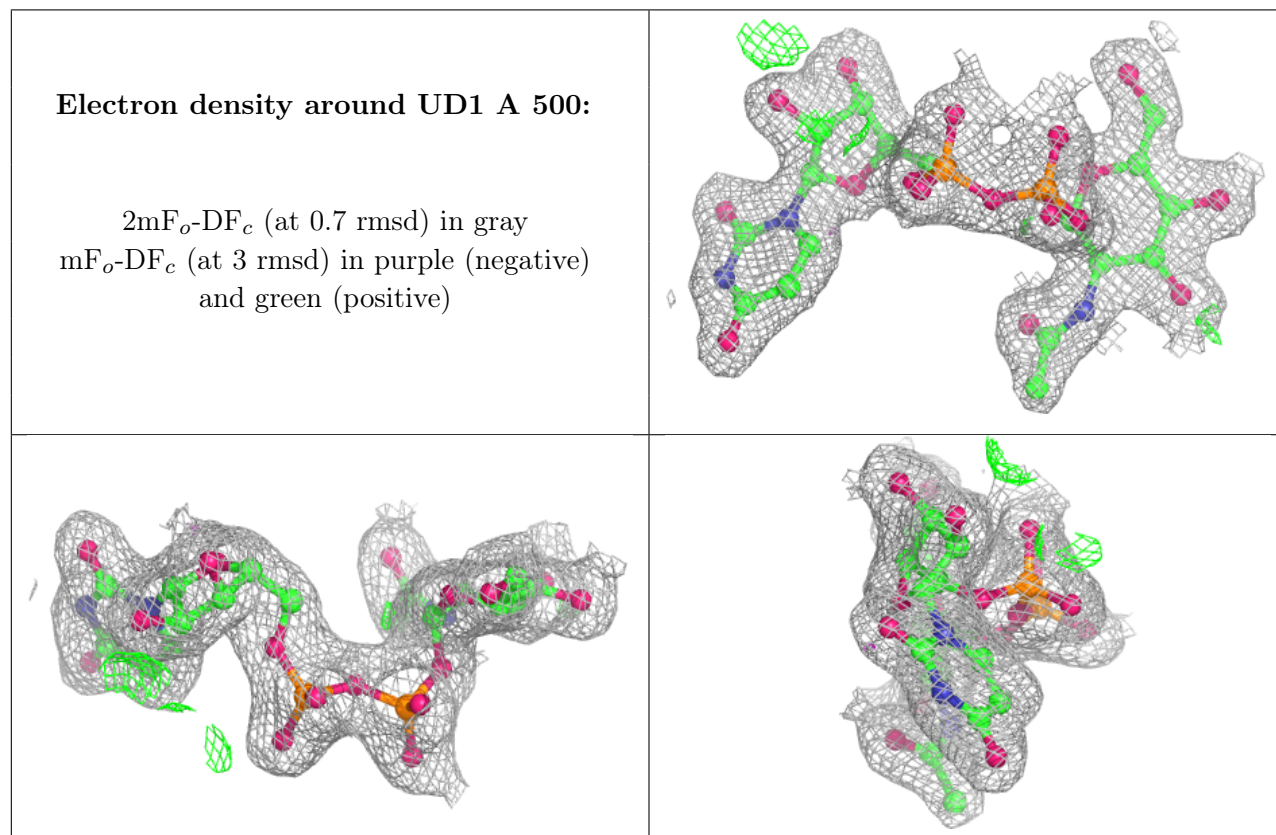 Electron density around UD1 A 500:
2mFo-DFc (at 0.7 rmsd) in gray
mFo-DFc (at 3 rmsd) in purple (negative)
and green (positive)